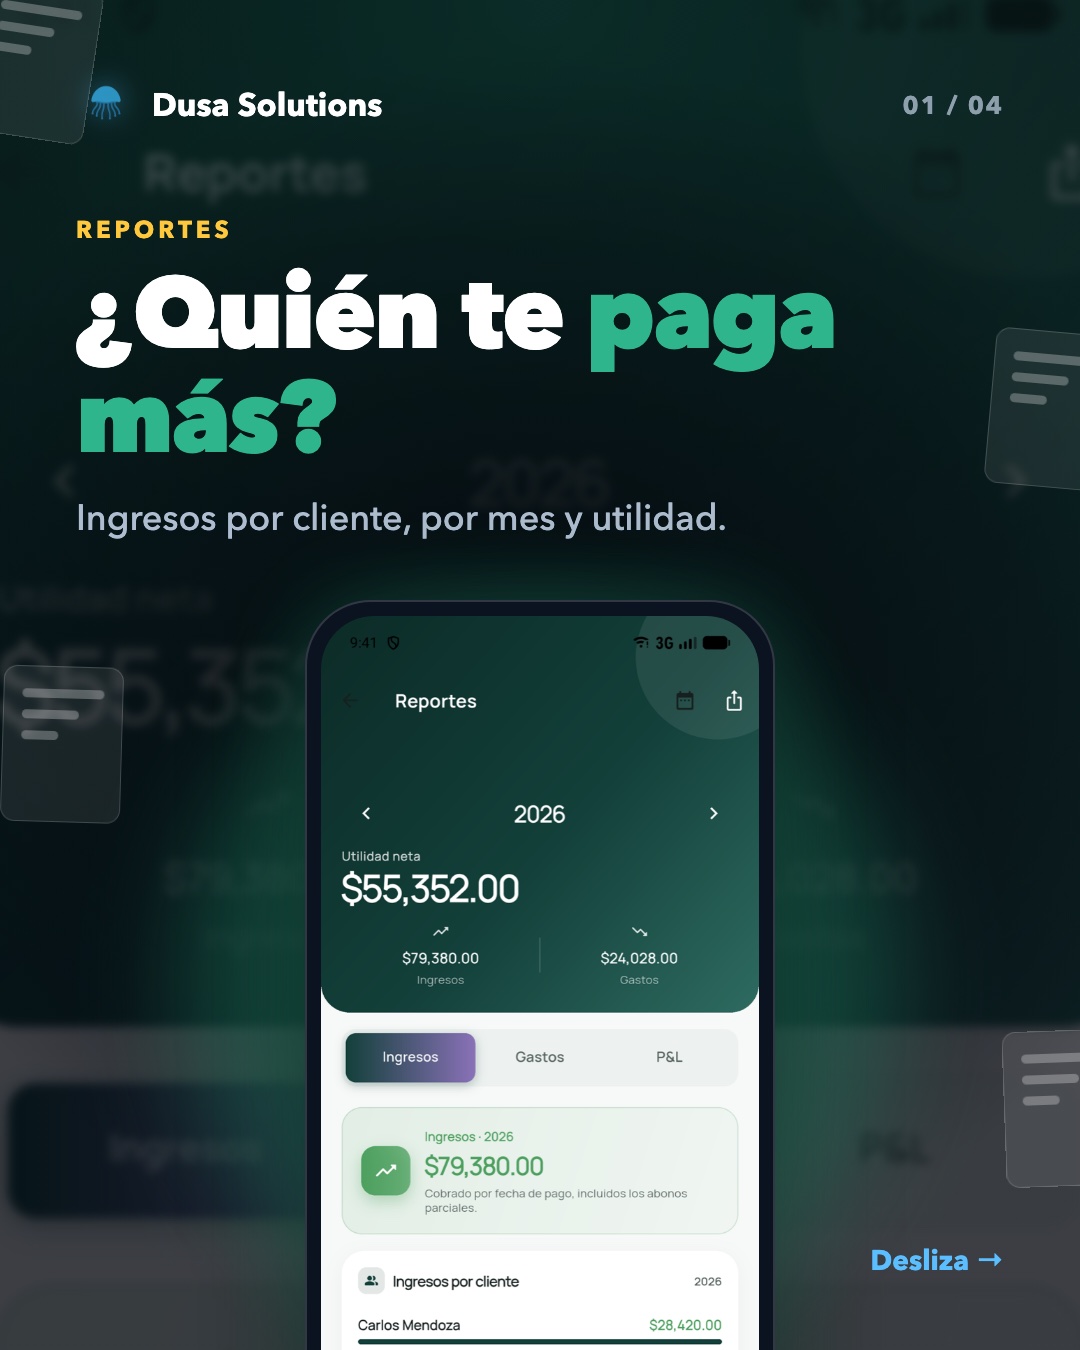 Dusa Solutions
01 / 04
REPORTES
¿Quién te paga
más?
Ingresos por cliente, por mes y utilidad.
9:41
3G
Reportes
2026
Utilidad neta
$55,352.00
$79,380.00
Ingresos
$24,028.00
Gastos
Ingresos
Gastos
P&L
Ingresos · 2026
$79,380.00
Cobrado por fecha de pago, incluidos los abonos
parciales.
Ingresos por cliente
2026
Carlos Mendoza
$28,420.00
Desliza →